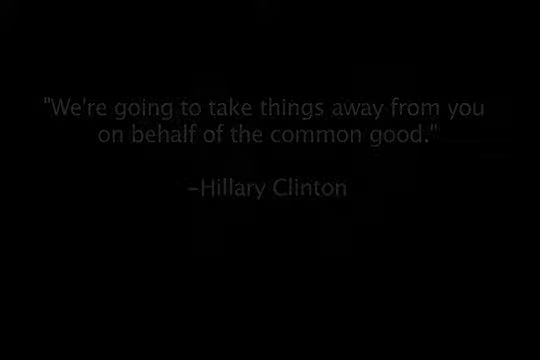 "We're going to take things away from you
on behalf of the common good."
–Hillary Clinton